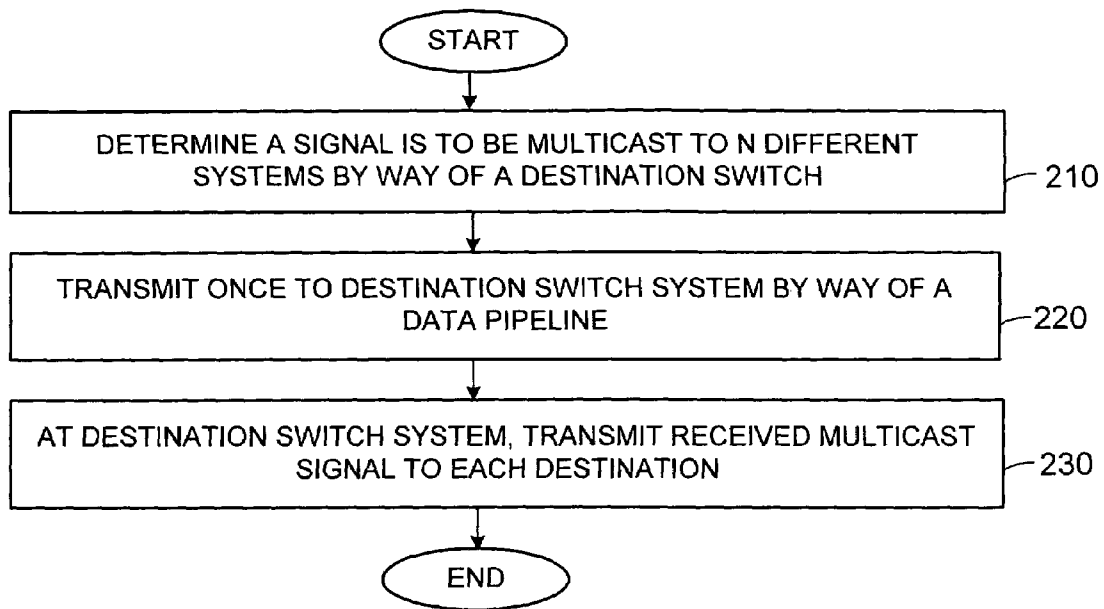 START
DETERMINE A SIGNAL IS TO BE MULTICAST TO N DIFFERENT
SYSTEMS BY WAY OF A DESTINATION SWITCH
210
TRANSMIT ONCE TO DESTINATION SWITCH SYSTEM BY WAY OF A
DATA PIPELINE
220
AT DESTINATION SWITCH SYSTEM, TRANSMIT RECEIVED MULTICAST
SIGNAL TO EACH DESTINATION
230
END